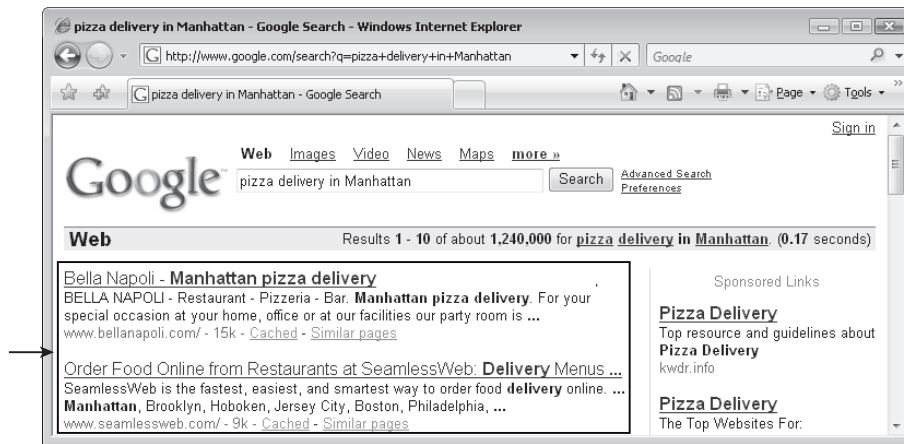 pizza delivery in Manhattan - Google Search - Windows Internet Explorer
http://www.google.com/search?q=pizza+delivery+in+Manhattan
Google
pizza delivery in Manhattan - Google Search
Page
Tools
»
Sign in
Google™
Web Images Video News Maps more »
pizza delivery in Manhattan
Search
Advanced Search
Preferences
Web
Results 1 - 10 of about 1,240,000 for pizza delivery in Manhattan. (0.17 seconds)
Bella Napoli - Manhattan pizza delivery
BELLA NAPOLI - Restaurant - Pizzeria - Bar. Manhattan pizza delivery. For your
special occasion at your home, office or at our facilities our party room is ...
www.bellanapoli.com/ - 15k - Cached - Similar pages
Order Food Online from Restaurants at SeamlessWeb: Delivery Menus ...
SeamlessWeb is the fastest, easiest, and smartest way to order food delivery online. ...
Manhattan, Brooklyn, Hoboken, Jersey City, Boston, Philadelphia, ...
www.seamlessweb.com/ - 9k - Cached - Similar pages
Sponsored Links
Pizza Delivery
Top resource and guidelines about
Pizza Delivery
kwdr.info
Pizza Delivery
The Top Websites For: